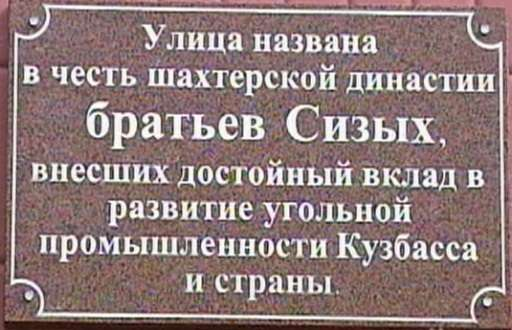 Улица названа
в честь шахтерской династии
братьев Сизых,
внесших достойный вклад в
развитие угольной
промышленности Кузбасса
и страны.